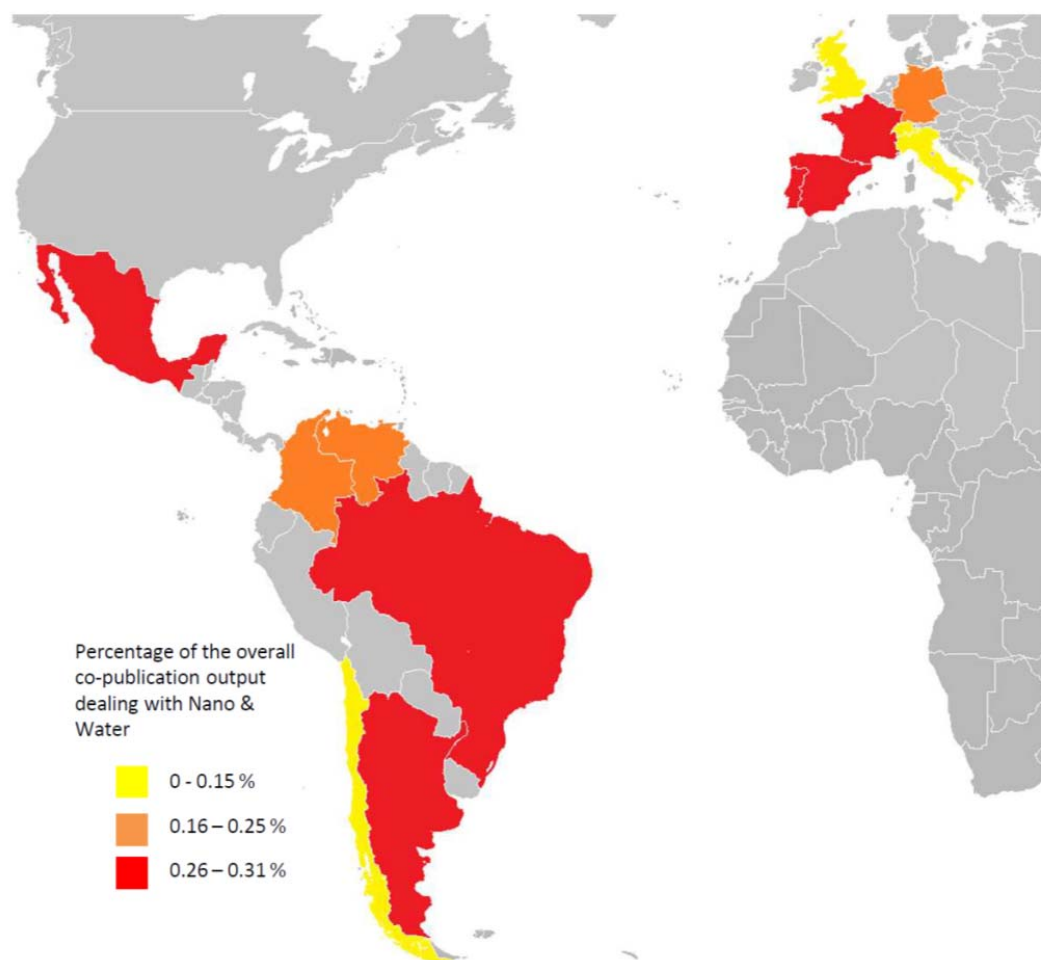 Percentage of the overall
co-publication output
dealing with Nano &
Water
0 - 0.15 %
0.16 – 0.25 %
0.26 – 0.31 %